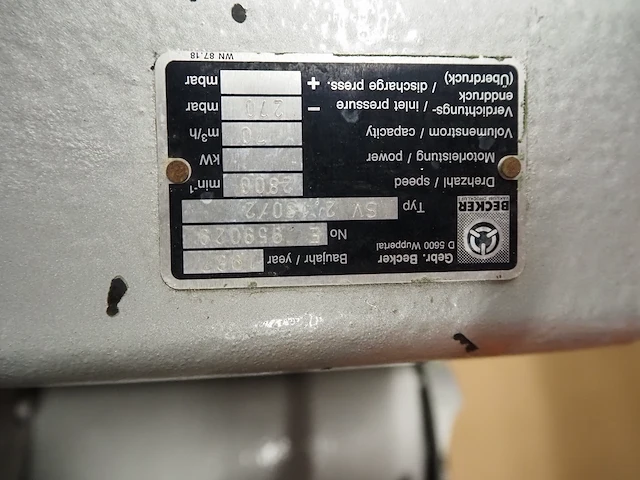 Gebr. Becker
D 5600 Wuppertal
BECKER
Baujahr / year
No E
Typ SV
Drehzahl / speed 2800 min⁻¹
Motorleistung / power kW
Volumenstrom / capacity m³/h
Verdichtungs- / inlet pressure − 270 mbar
enddruck
(Überdruck) / discharge press. + mbar
WN 87.18